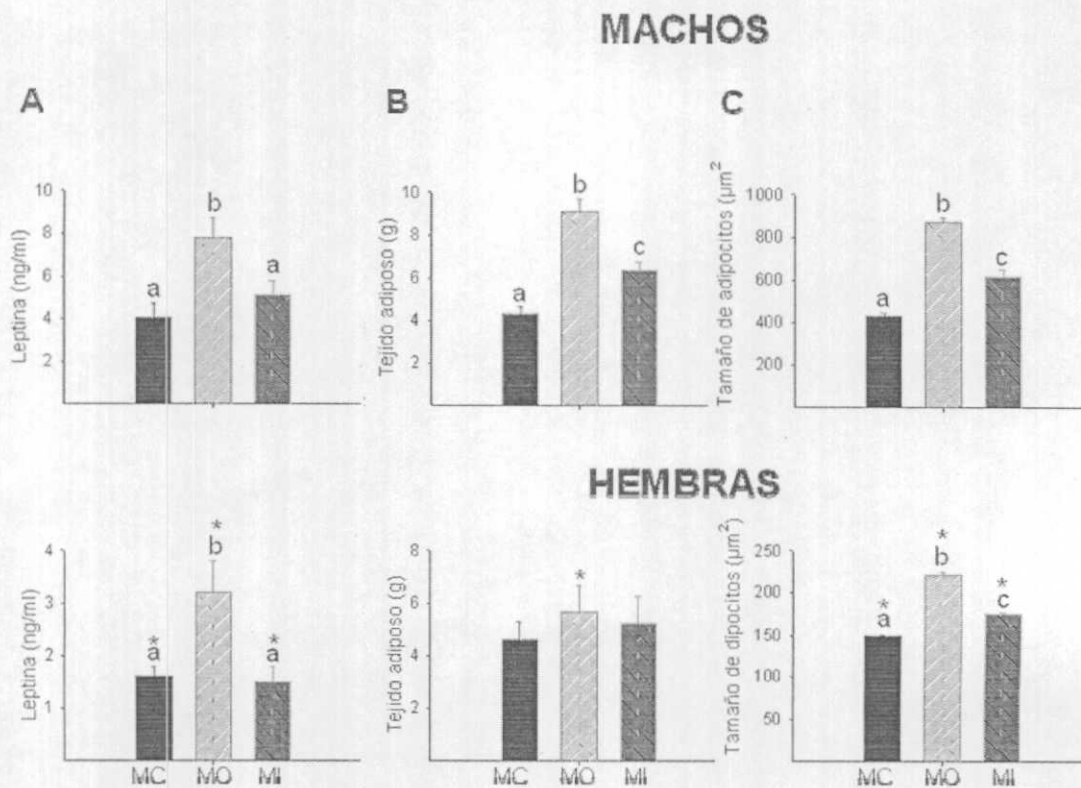 MACHOS
A
Leptina (ng/ml)
10
8
6
4
2
a
b
a
B
Tejido adiposo (g)
10
8
6
4
2
a
b
c
C
Tamaño de adipocitos (µm²)
1000
800
600
400
200
a
b
c
HEMBRAS
Leptina (ng/ml)
4
3
2
1
*
a
*
b
*
a
MC MO MI
Tejido adiposo (g)
8
6
4
2
*
MC MO MI
Tamaño de dipocitos (µm²)
250
200
150
100
50
*
a
*
b
*
c
MC MO MI